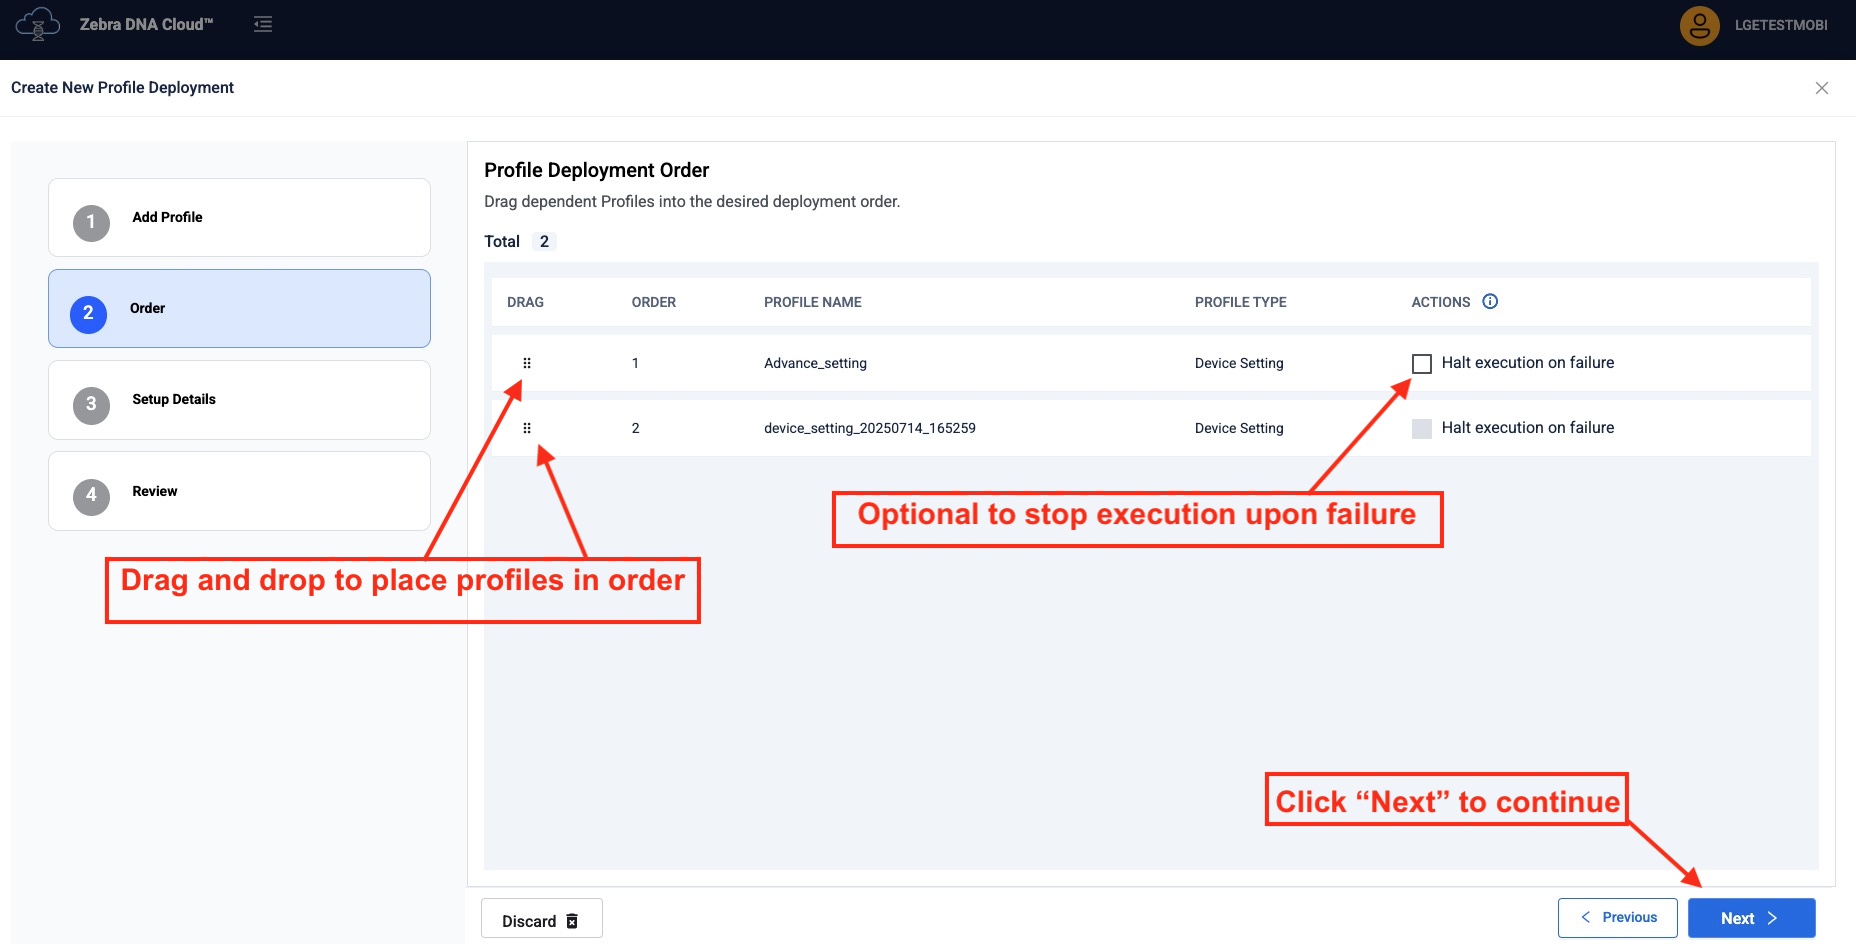 Zebra DNA Cloud™
LGETESTMOBI
Create New Profile Deployment
1 Add Profile
2 Order
3 Setup Details
4 Review
Profile Deployment Order
Drag dependent Profiles into the desired deployment order.
Total 2
DRAG ORDER PROFILE NAME PROFILE TYPE ACTIONS
1 Advance_setting Device Setting Halt execution on failure
2 device_setting_20250714_165259 Device Setting Halt execution on failure
Optional to stop execution upon failure
Drag and drop to place profiles in order
Click “Next” to continue
Discard
Previous
Next